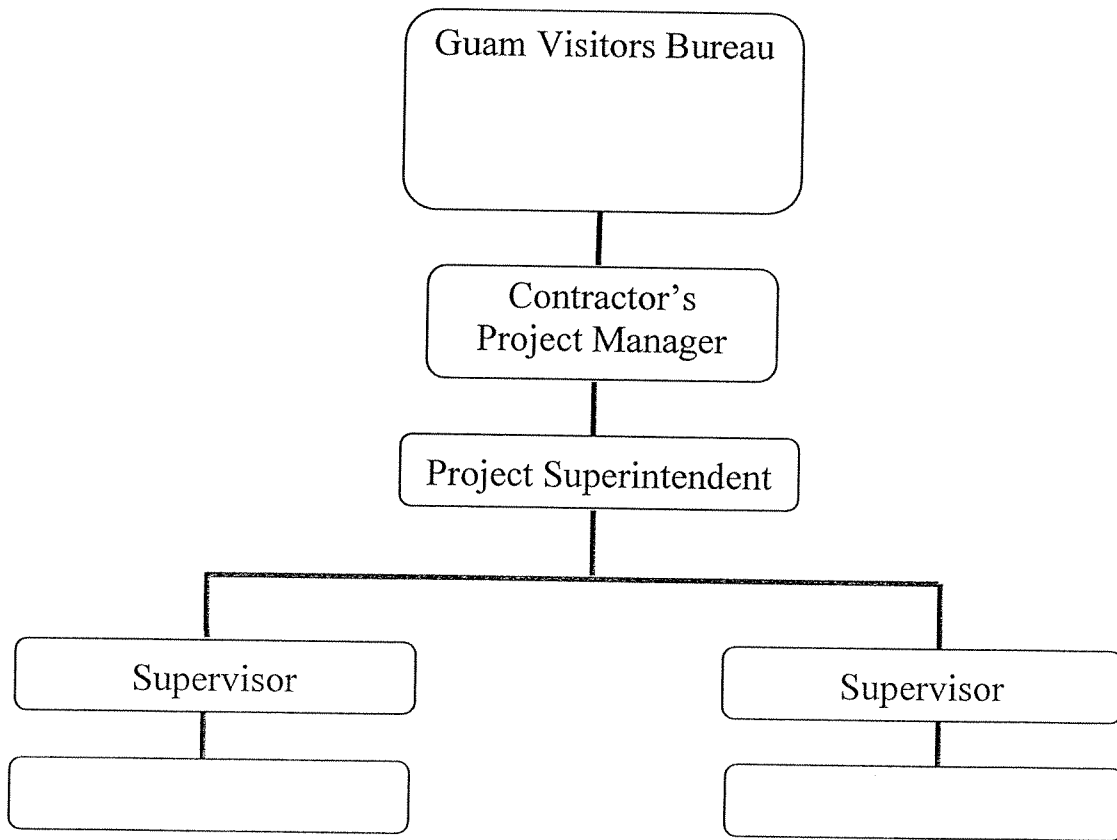 Guam Visitors Bureau
Contractor’s
Project Manager
Project Superintendent
Supervisor
Supervisor